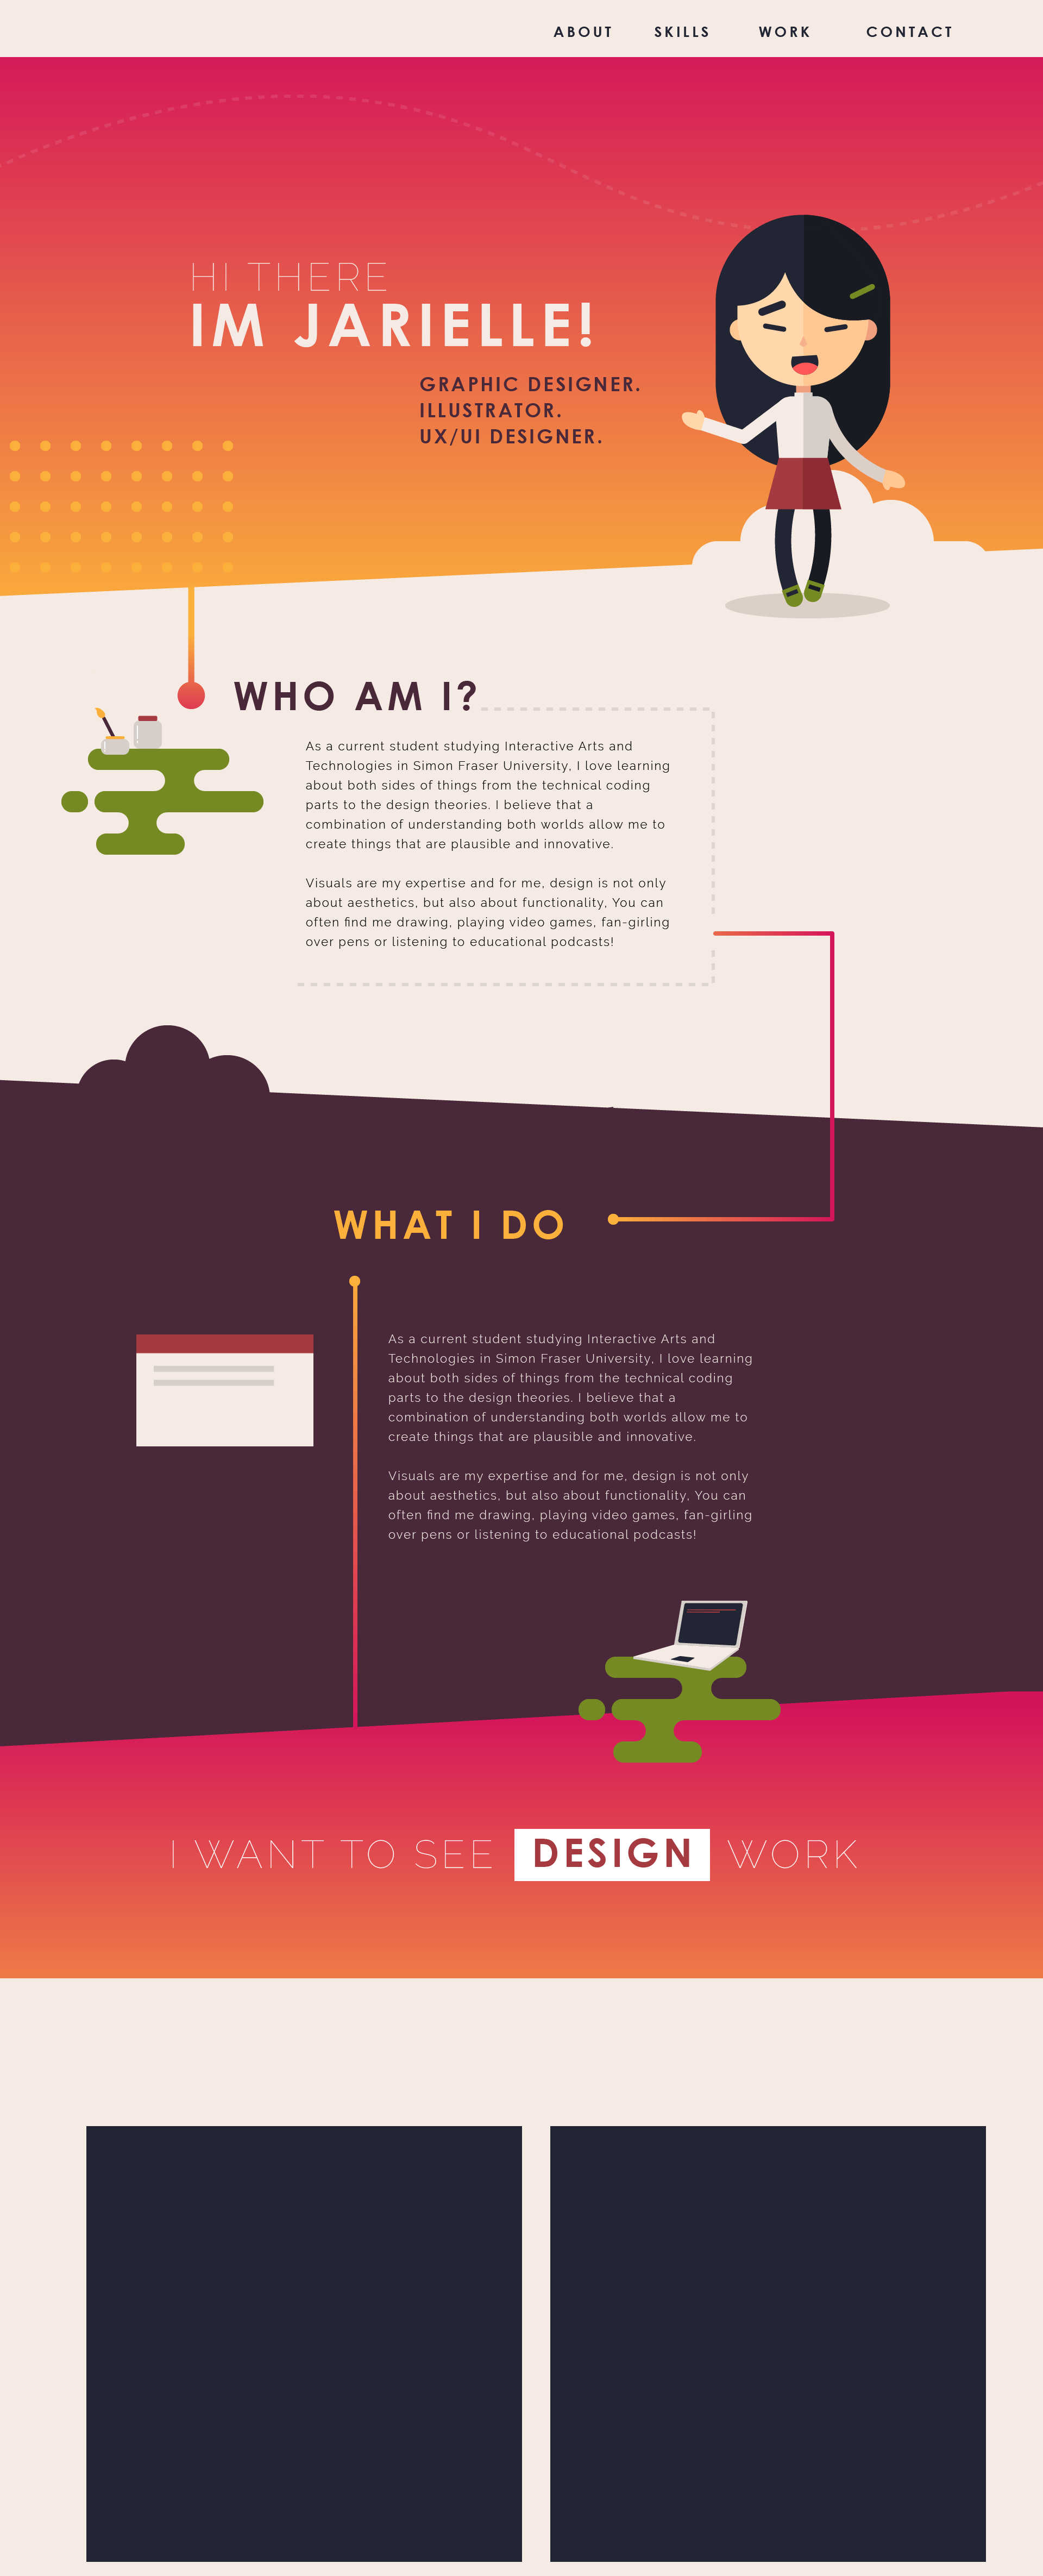 ABOUT SKILLS WORK CONTACT
HI THERE
IM JARIELLE!
GRAPHIC DESIGNER.
ILLUSTRATOR.
UX/UI DESIGNER.
WHO AM I?
As a current student studying Interactive Arts and
Technologies in Simon Fraser University, I love learning
about both sides of things from the technical coding
parts to the design theories. I believe that a
combination of understanding both worlds allow me to
create things that are plausible and innovative.
Visuals are my expertise and for me, design is not only
about aesthetics, but also about functionality, You can
often find me drawing, playing video games, fan-girling
over pens or listening to educational podcasts!
WHAT I DO
As a current student studying Interactive Arts and
Technologies in Simon Fraser University, I love learning
about both sides of things from the technical coding
parts to the design theories. I believe that a
combination of understanding both worlds allow me to
create things that are plausible and innovative.
Visuals are my expertise and for me, design is not only
about aesthetics, but also about functionality, You can
often find me drawing, playing video games, fan-girling
over pens or listening to educational podcasts!
I WANT TO SEE DESIGN WORK